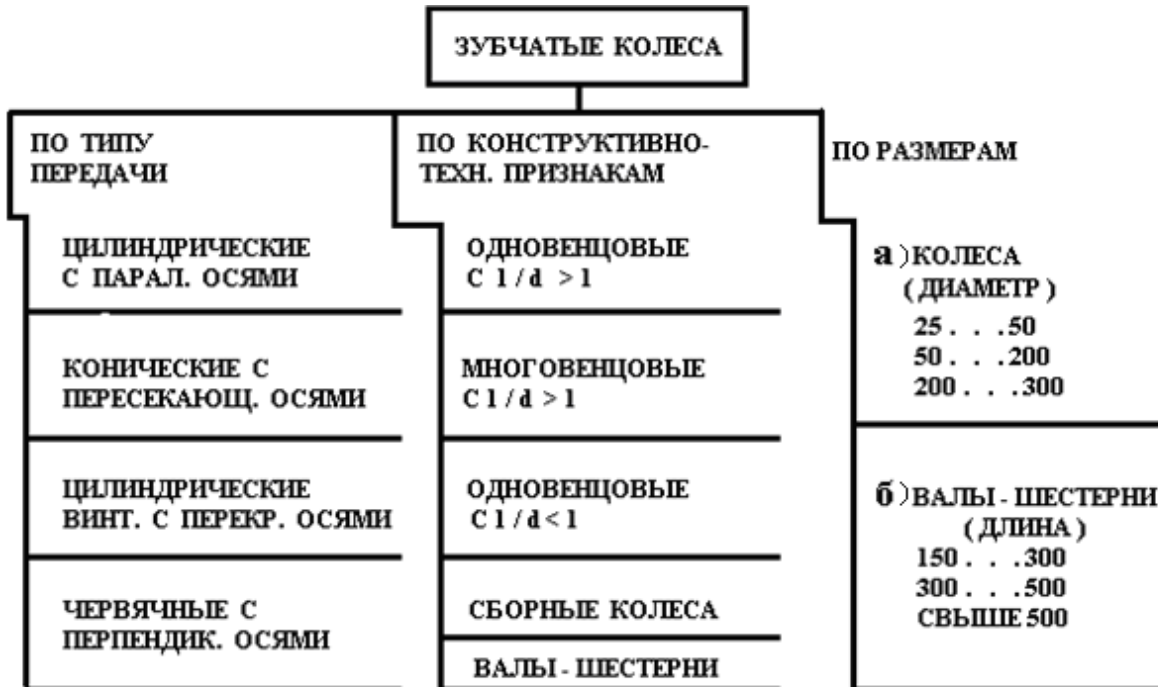 ЗУБЧАТЫЕ КОЛЕСА
ПО ТИПУ
ПЕРЕДАЧИ
ЦИЛИНДРИЧЕСКИЕ
С ПАРАЛ. ОСЯМИ
КОНИЧЕСКИЕ С
ПЕРЕСЕКАЮЩ. ОСЯМИ
ЦИЛИНДРИЧЕСКИЕ
ВИНТ. С ПЕРЕКР. ОСЯМИ
ЧЕРВЯЧНЫЕ С
ПЕРПЕНДИК. ОСЯМИ
ПО КОНСТРУКТИВНО-
ТЕХН. ПРИЗНАКАМ
ОДНОВЕНЦОВЫЕ
С l / d > 1
МНОГОВЕНЦОВЫЕ
С l / d > 1
ОДНОВЕНЦОВЫЕ
С l / d < 1
СБОРНЫЕ КОЛЕСА
ВАЛЫ - ШЕСТЕРНИ
ПО РАЗМЕРАМ
а) КОЛЕСА
( ДИАМЕТР )
25 . . .50
50 . . .200
200 . . .300
б) ВАЛЫ - ШЕСТЕРНИ
( ДЛИНА )
150 . . .300
300 . . .500
СВЫШЕ 500